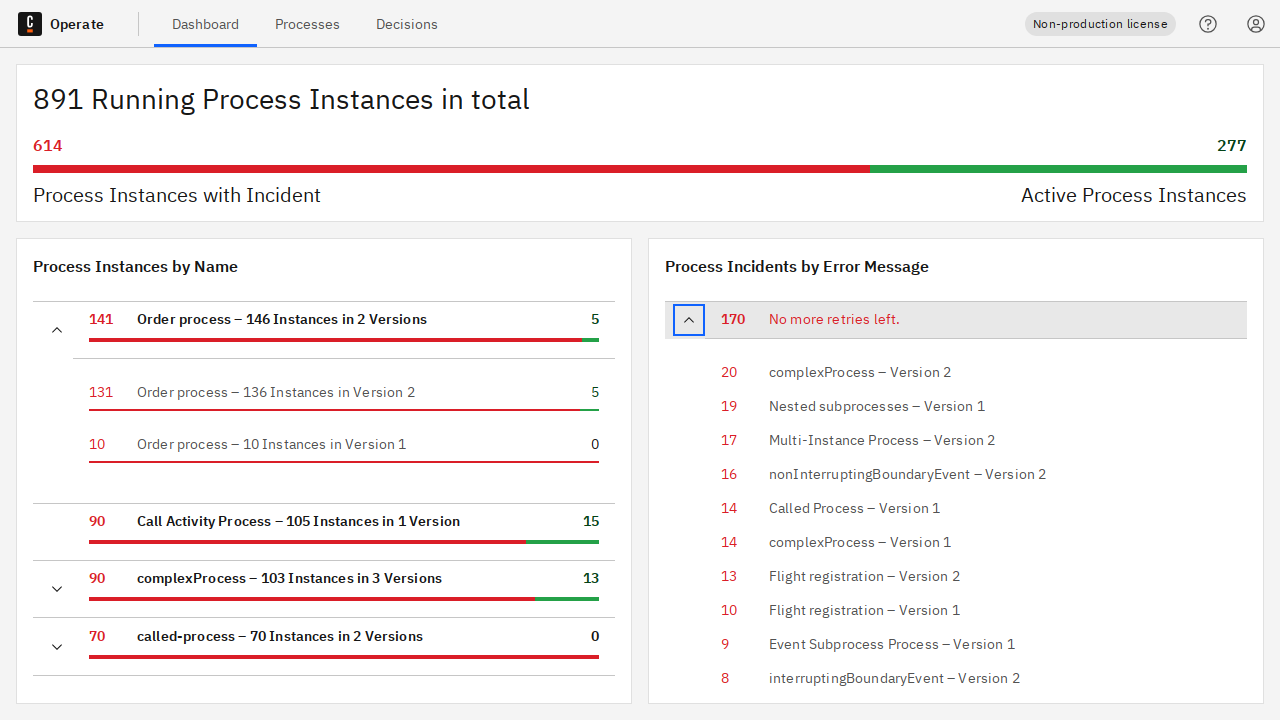 C Operate
Dashboard
Processes
Decisions
Non-production license
891 Running Process Instances in total
614
277
Process Instances with Incident
Active Process Instances
Process Instances by Name
141 Order process – 146 Instances in 2 Versions 5
131 Order process – 136 Instances in Version 2 5
10 Order process – 10 Instances in Version 1 0
90 Call Activity Process – 105 Instances in 1 Version 15
90 complexProcess – 103 Instances in 3 Versions 13
70 called-process – 70 Instances in 2 Versions 0
Process Incidents by Error Message
170 No more retries left.
20 complexProcess – Version 2
19 Nested subprocesses – Version 1
17 Multi-Instance Process – Version 2
16 nonInterruptingBoundaryEvent – Version 2
14 Called Process – Version 1
14 complexProcess – Version 1
13 Flight registration – Version 2
10 Flight registration – Version 1
9 Event Subprocess Process – Version 1
8 interruptingBoundaryEvent – Version 2